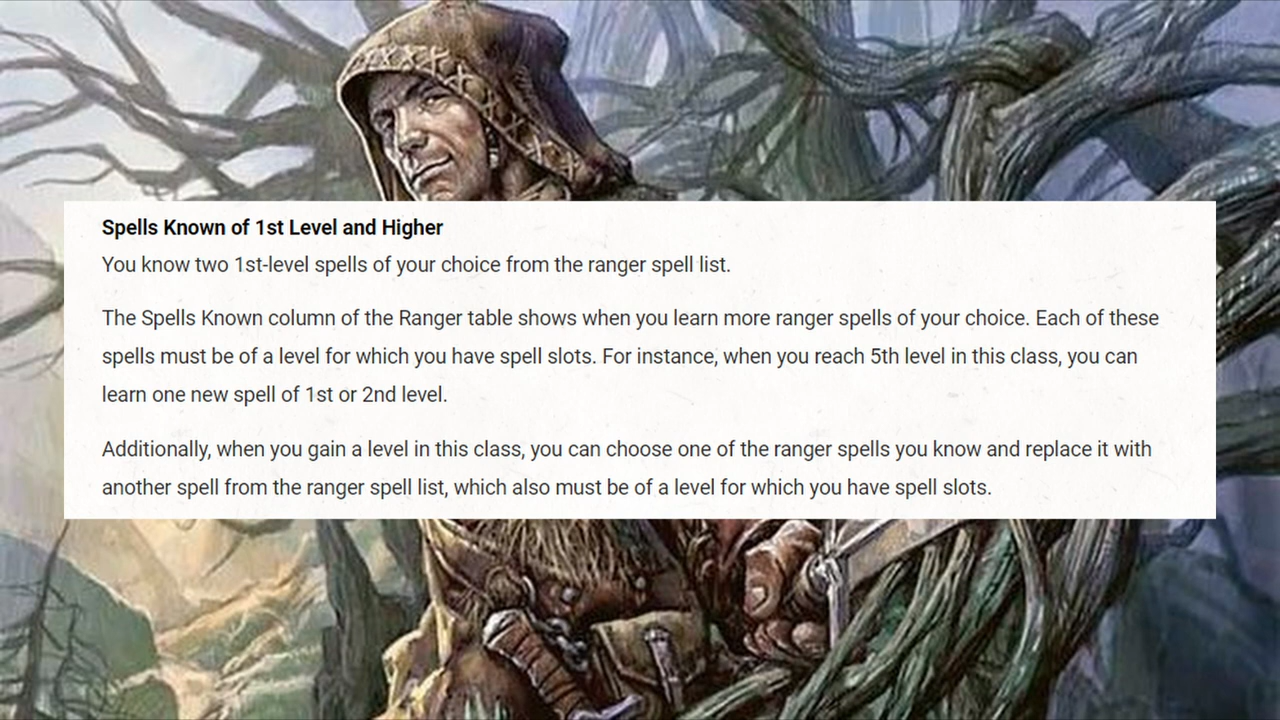 Spells Known of 1st Level and Higher
You know two 1st-level spells of your choice from the ranger spell list.
The Spells Known column of the Ranger table shows when you learn more ranger spells of your choice. Each of these
spells must be of a level for which you have spell slots. For instance, when you reach 5th level in this class, you can
learn one new spell of 1st or 2nd level.
Additionally, when you gain a level in this class, you can choose one of the ranger spells you know and replace it with
another spell from the ranger spell list, which also must be of a level for which you have spell slots.